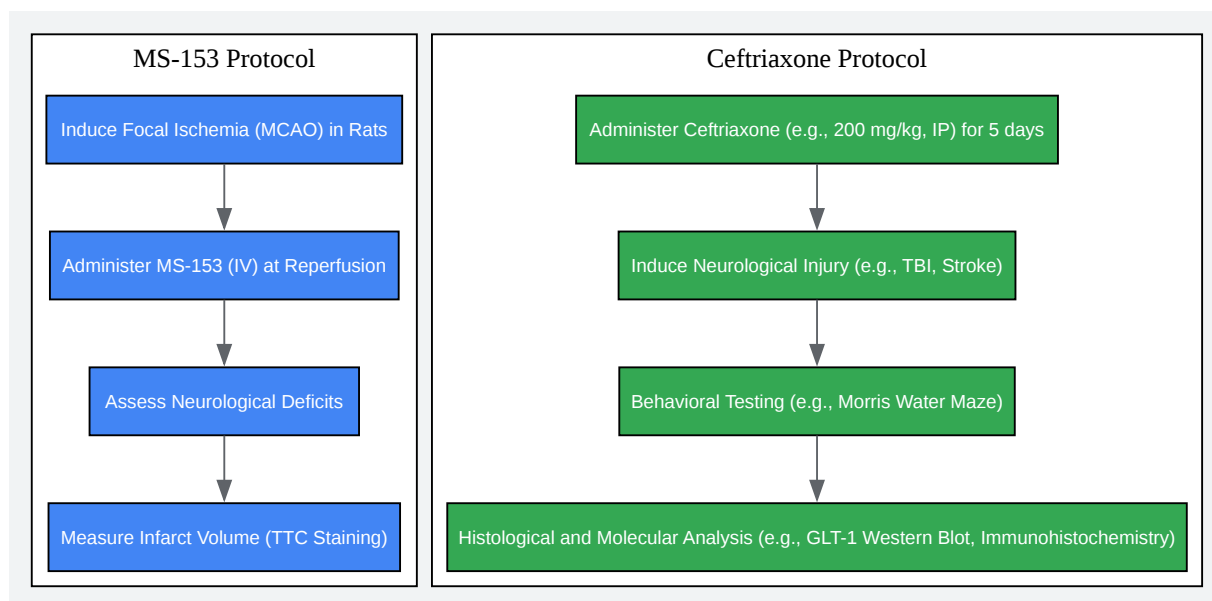 MS-153 Protocol
Induce Focal Ischemia (MCAO) in Rats
Administer MS-153 (IV) at Reperfusion
Assess Neurological Deficits
Measure Infarct Volume (TTC Staining)
Ceftriaxone Protocol
Administer Ceftriaxone (e.g., 200 mg/kg, IP) for 5 days
Induce Neurological Injury (e.g., TBI, Stroke)
Behavioral Testing (e.g., Morris Water Maze)
Histological and Molecular Analysis (e.g., GLT-1 Western Blot, Immunohistochemistry)